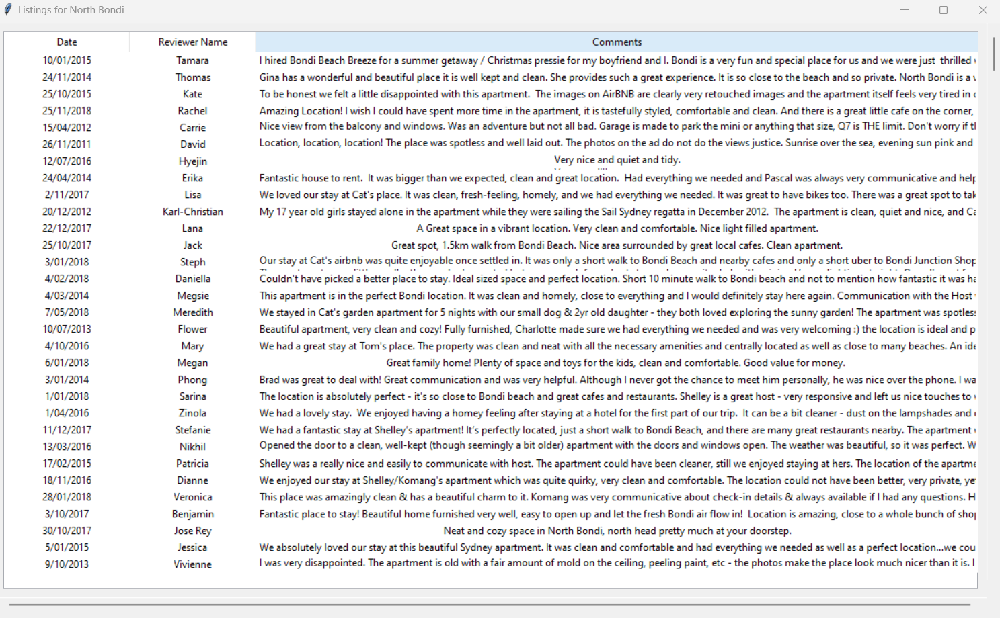 Listings for North Bondi
Date Reviewer Name Comments
10/01/2015 Tamara I hired Bondi Beach Breeze for a summer getaway / Christmas pressie for my boyfriend and I. Bondi is a very fun and special place for us and we were just  thrilled
24/11/2014 Thomas Gina has a wonderful and beautiful place it is well kept and clean. She provides such a great experience. It is so close to the beach and so private. North Bondi is a
25/10/2015 Kate To be honest we felt a little disappointed with this apartment.  The images on AirBNB are clearly very retouched images and the apartment itself feels very tired in
25/11/2018 Rachel Amazing Location! I wish I could have spent more time in the apartment, it is tastefully styled, comfortable and clean. And there is a great little cafe on the corner,
15/04/2012 Carrie Nice view from the balcony and windows. Was an adventure but not all bad. Garage is made to park the mini or anything that size, Q7 is THE limit. Don't worry if
26/11/2011 David Location, location, location! The place was spotless and well laid out. The photos on the ad do not do the views justice. Sunrise over the sea, evening sun pink and
12/07/2016 Hyejin Very nice and quiet and tidy.
24/04/2014 Erika Fantastic house to rent.  It was bigger than we expected, clean and great location.  Had everything we needed and Pascal was always very communicative and help
2/11/2017 Lisa We loved our stay at Cat's place. It was clean, fresh-feeling, homely, and we had everything we needed. It was great to have bikes too. There was a great spot to tak
20/12/2012 Karl-Christian My 17 year old girls stayed alone in the apartment while they were sailing the Sail Sydney regatta in December 2012.  The apartment is clean, quiet and nice, and Ca
22/12/2017 Lana A Great space in a vibrant location. Very clean and comfortable. Nice light filled apartment.
25/10/2017 Jack Great spot, 1.5km walk from Bondi Beach. Nice area surrounded by great local cafes. Clean apartment.
3/01/2018 Steph Our stay at Cat's airbnb was quite enjoyable once settled in. It was only a short walk to Bondi Beach and nearby cafes and only a short uber to Bondi Junction Shop
4/02/2018 Daniella Couldn't have picked a better place to stay. Ideal sized space and perfect location. Short 10 minute walk to Bondi beach and not to mention how fantastic it was ha
4/03/2014 Megsie This apartment is in the perfect Bondi location. It was clean and homely, close to everything and I would definitely stay here again. Communication with the Host
7/05/2018 Meredith We stayed in Cat's garden apartment for 5 nights with our small dog & 2yr old daughter - they both loved exploring the sunny garden! The apartment was spotless
10/07/2013 Flower Beautiful apartment, very clean and cozy! Fully furnished, Charlotte made sure we had everything we needed and was very welcoming :) the location is ideal and p
4/10/2016 Mary We had a great stay at Tom's place. The property was clean and neat with all the necessary amenities and centrally located as well as close to many beaches. An ide
6/01/2018 Megan Great family home! Plenty of space and toys for the kids, clean and comfortable. Good value for money.
3/01/2014 Phong Brad was great to deal with! Great communication and was very helpful. Although I never got the chance to meet him personally, he was nice over the phone. I wa
1/01/2018 Sarina The location is absolutely perfect - it's so close to Bondi beach and great cafes and restaurants. Shelley is a great host - very responsive and left us nice touches to
1/04/2016 Zinola We had a lovely stay.  We enjoyed having a homey feeling after staying at a hotel for the first part of our trip.  It can be a bit cleaner - dust on the lampshades and
11/12/2017 Stefanie We had a fantastic stay at Shelley’s apartment! It’s perfectly located, just a short walk to Bondi Beach, and there are many great restaurants nearby. The apartment
13/03/2016 Nikhil Opened the door to a clean, well-kept (though seemingly a bit older) apartment with the doors and windows open. The weather was beautiful, so it was perfect. W
17/02/2015 Patricia Shelley was a really nice and easily to communicate with host. The apartment could have been cleaner, still we enjoyed staying at hers. The location of the apartme
18/11/2016 Dianne We enjoyed our stay at Shelley/Komang's apartment which was quite quirky, very clean and comfortable. The location could not have been better, very private, ye
28/01/2018 Veronica This place was amazingly clean & has a beautiful charm to it. Komang was very communicative about check-in details & always available if I had any questions. H
3/10/2017 Benjamin Fantastic place to stay! Beautiful home furnished very well, easy to open up and let the fresh Bondi air flow in!  Location is amazing, close to a whole bunch of shop
30/10/2017 Jose Rey Neat and cozy space in North Bondi, north head pretty much at your doorstep.
5/01/2015 Jessica We absolutely loved our stay at this beautiful Sydney apartment. It was clean and comfortable and had everything we needed as well as a perfect location...we cou
9/10/2013 Vivienne I was very disappointed. The apartment is old with a fair amount of mold on the ceiling, peeling paint, etc - the photos make the place look much nicer than it is. I